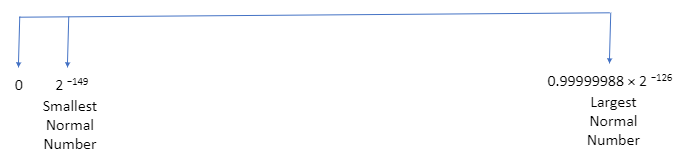 0
2 ⁻¹⁴⁹
Smallest
Normal
Number
0.99999988 × 2 ⁻¹²⁶
Largest
Normal
Number